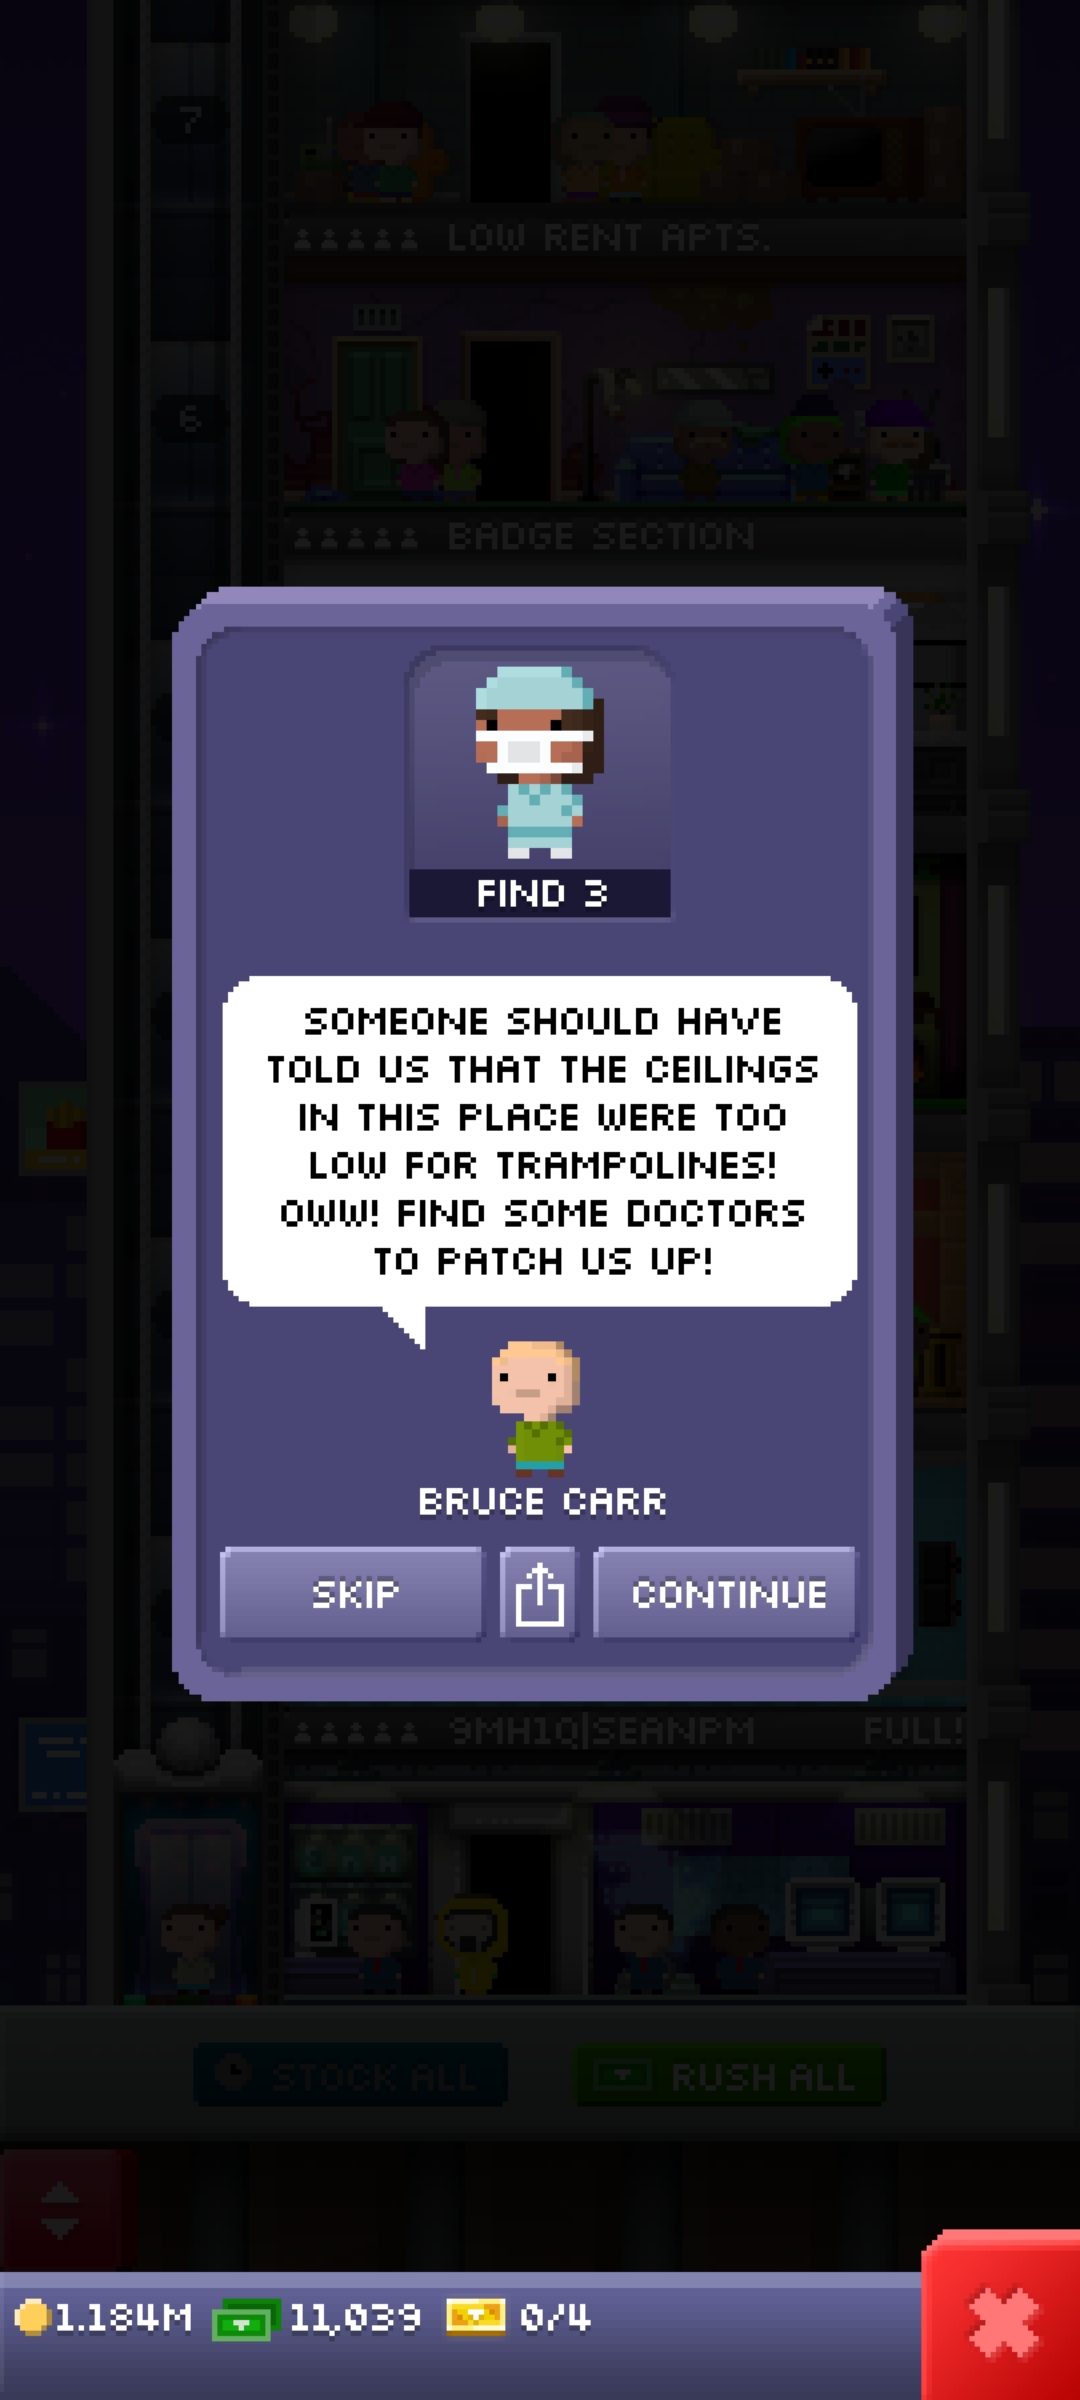 7
LOW RENT APTS.
6
BADGE SECTION
FIND 3
SOMEONE SHOULD HAVE
TOLD US THAT THE CEILINGS
IN THIS PLACE WERE TOO
LOW FOR TRAMPOLINES!
OWW! FIND SOME DOCTORS
TO PATCH US UP!
BRUCE CARR
SKIP
CONTINUE
9MH1Q|SEANPM FULL!
STOCK ALL
RUSH ALL
1.184M 11,039 0/4